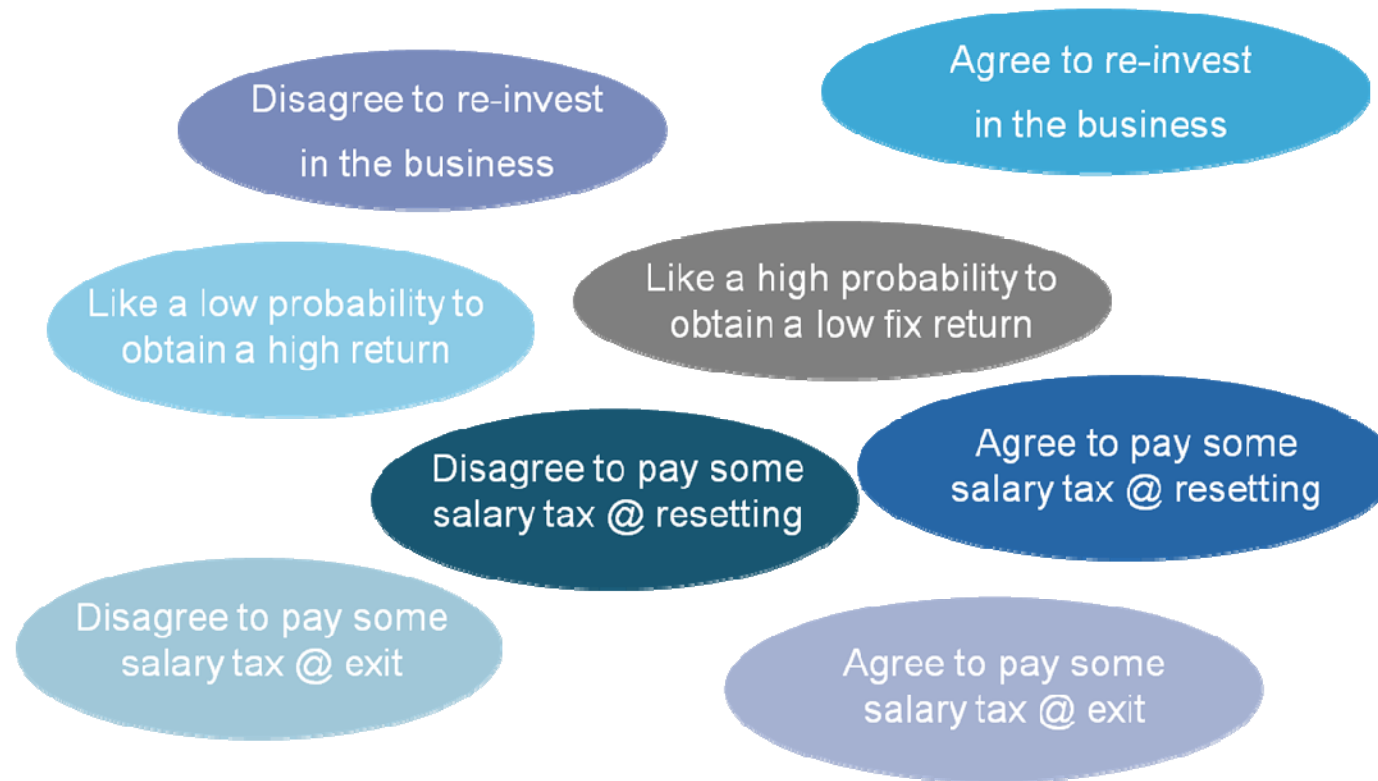 Disagree to re-invest
in the business
Agree to re-invest
in the business
Like a low probability to
obtain a high return
Like a high probability to
obtain a low fix return
Disagree to pay some
salary tax @ resetting
Agree to pay some
salary tax @ resetting
Disagree to pay some
salary tax @ exit
Agree to pay some
salary tax @ exit